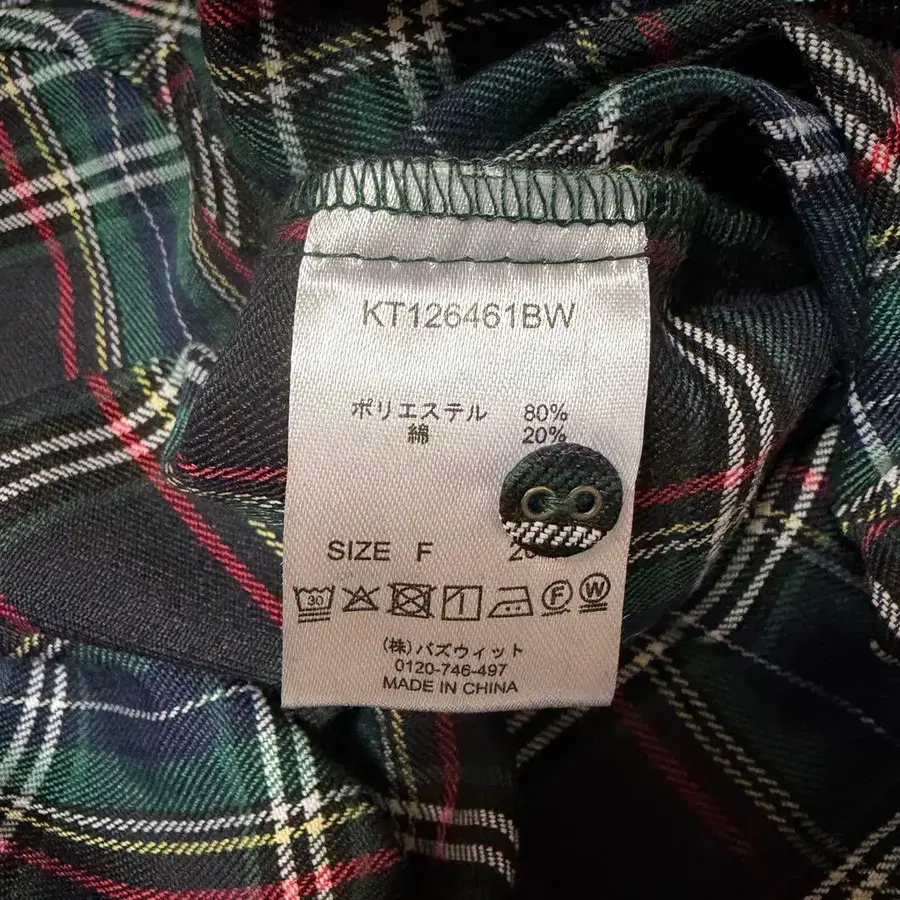 KT126461BW
ポリエステル 80%
綿 20%
SIZE F
30
F W
(株)バズウィット
0120-746-497
MADE IN CHINA